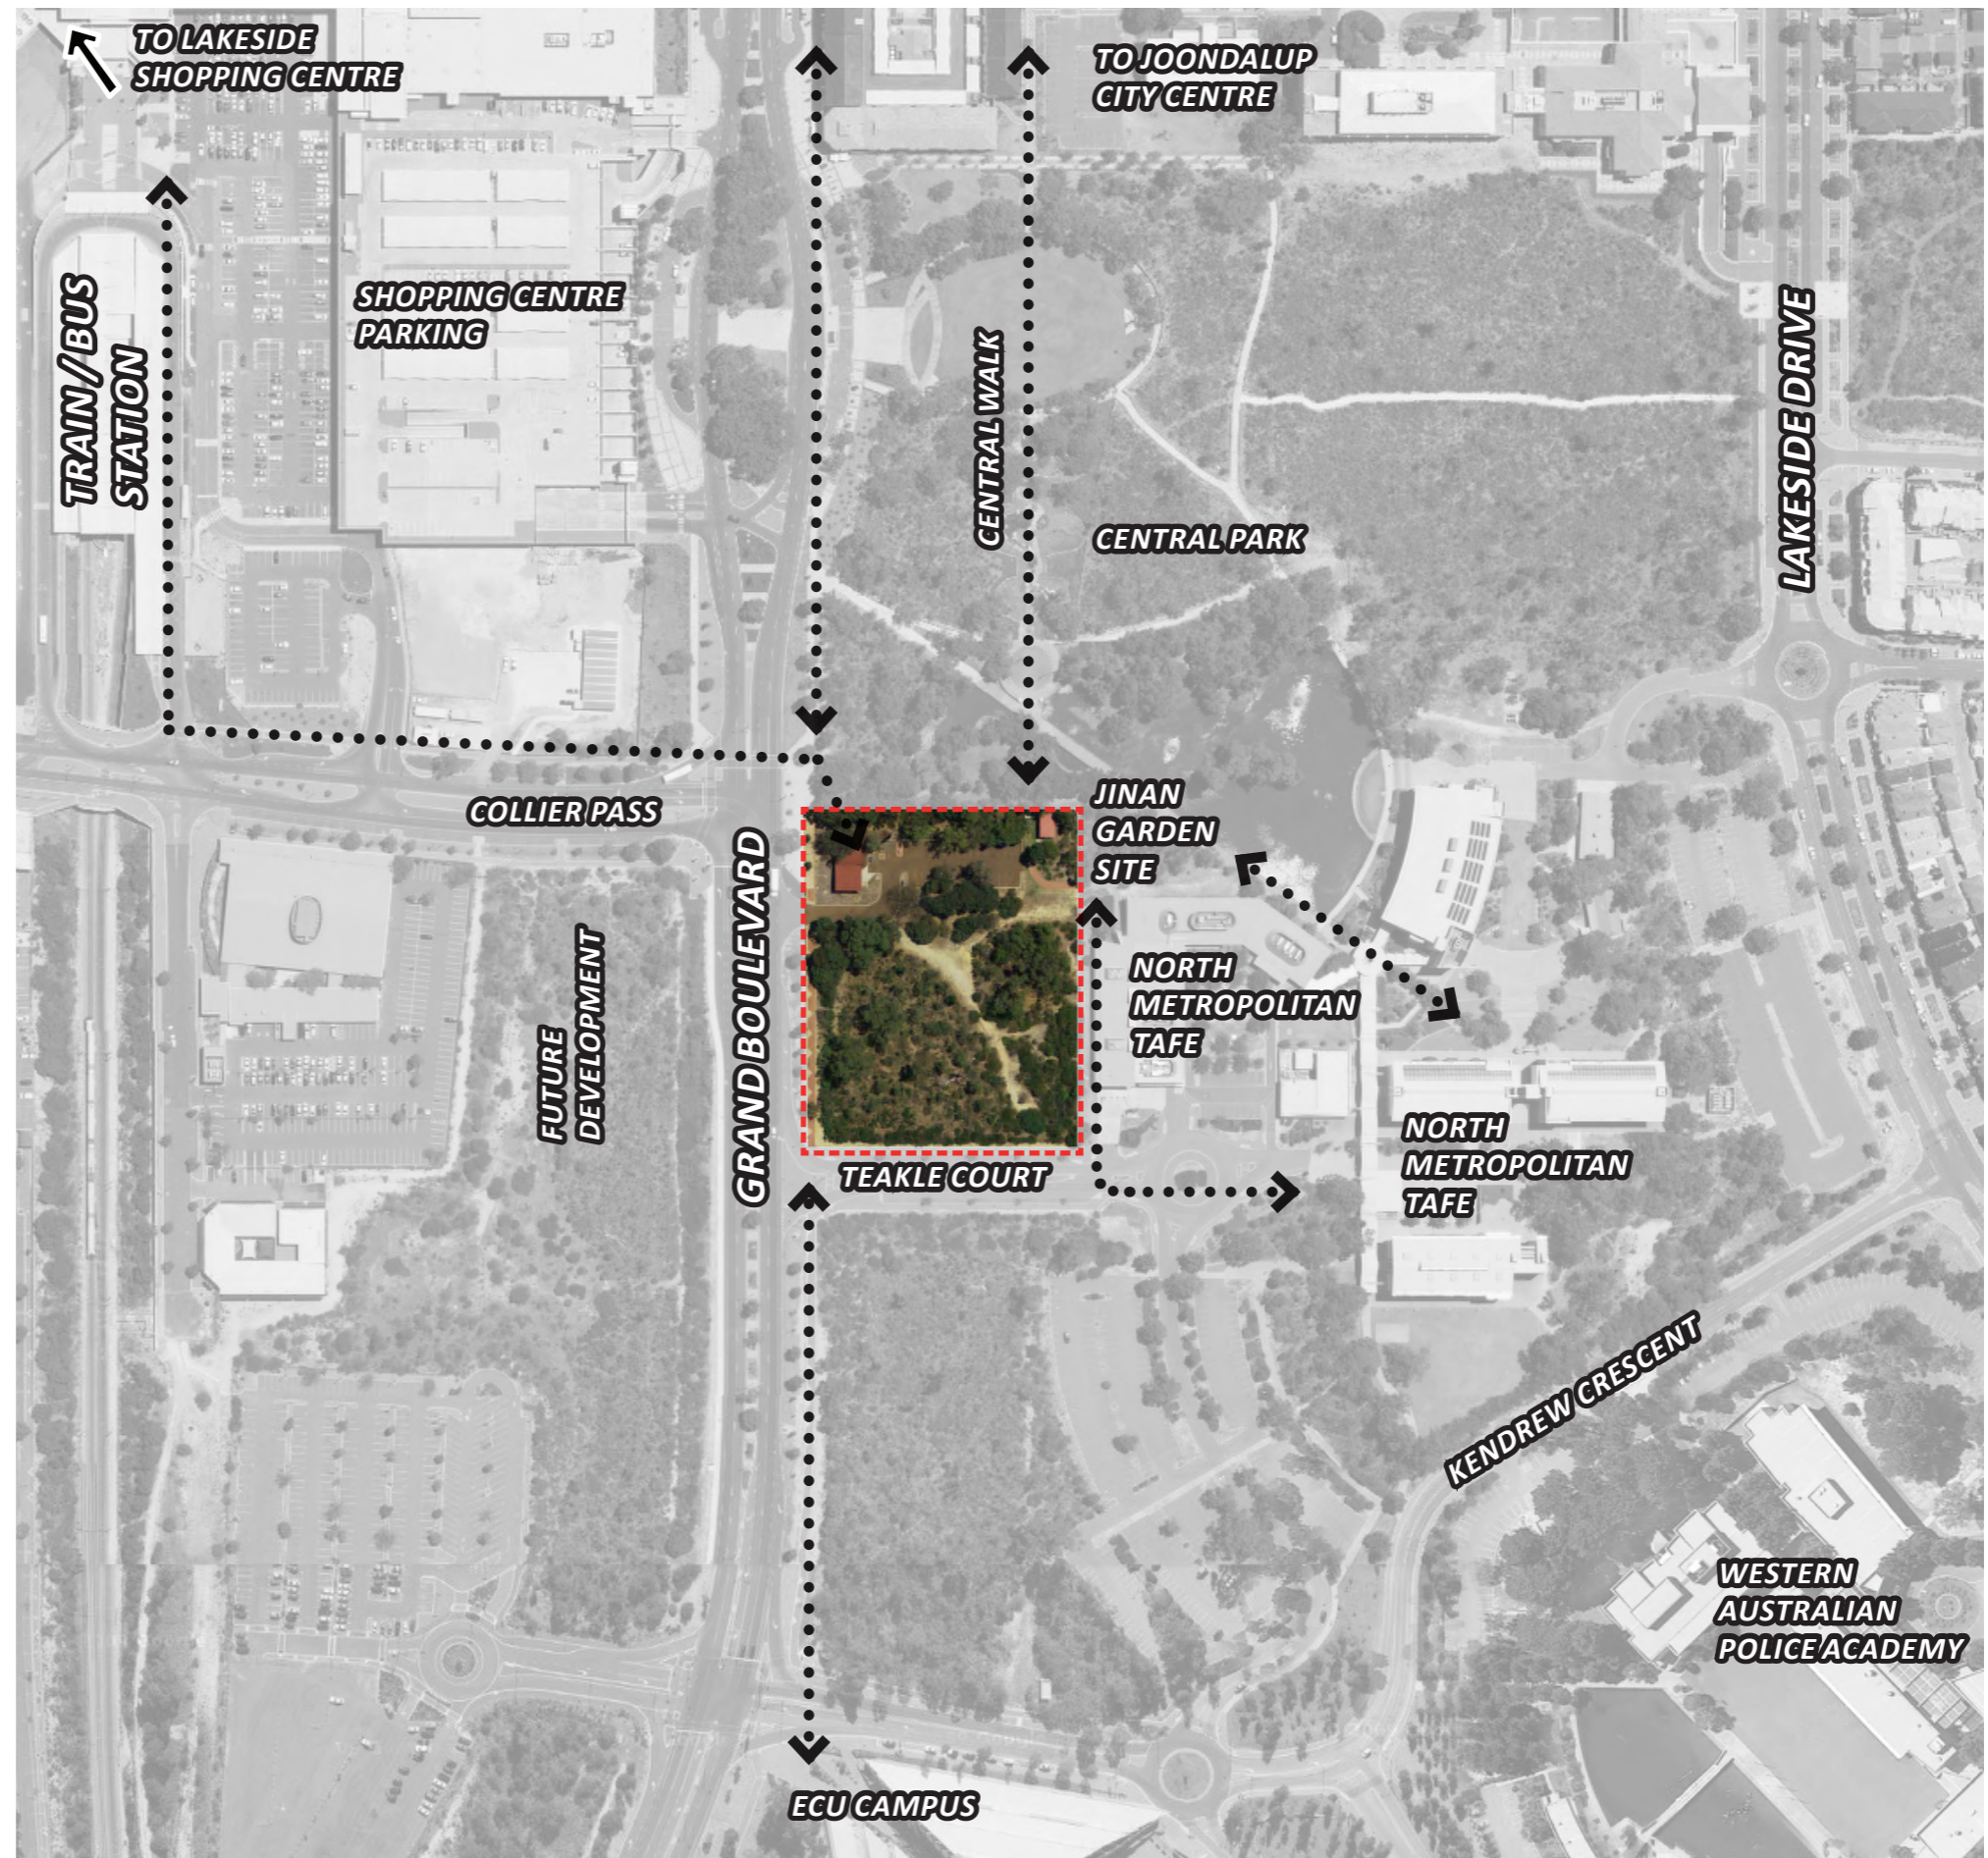 TO LAKESIDE
SHOPPING CENTRE
TO JOONDALUP
CITY CENTRE
TRAIN / BUS
STATION
SHOPPING CENTRE
PARKING
CENTRAL WALK
CENTRAL PARK
LAKESIDE DRIVE
COLLIER PASS
JINAN
GARDEN
SITE
GRAND BOULEVARD
FUTURE
DEVELOPMENT
NORTH
METROPOLITAN
TAFE
TEAKLE COURT
NORTH
METROPOLITAN
TAFE
KENDREW CRESCENT
WESTERN
AUSTRALIAN
POLICE ACADEMY
ECU CAMPUS